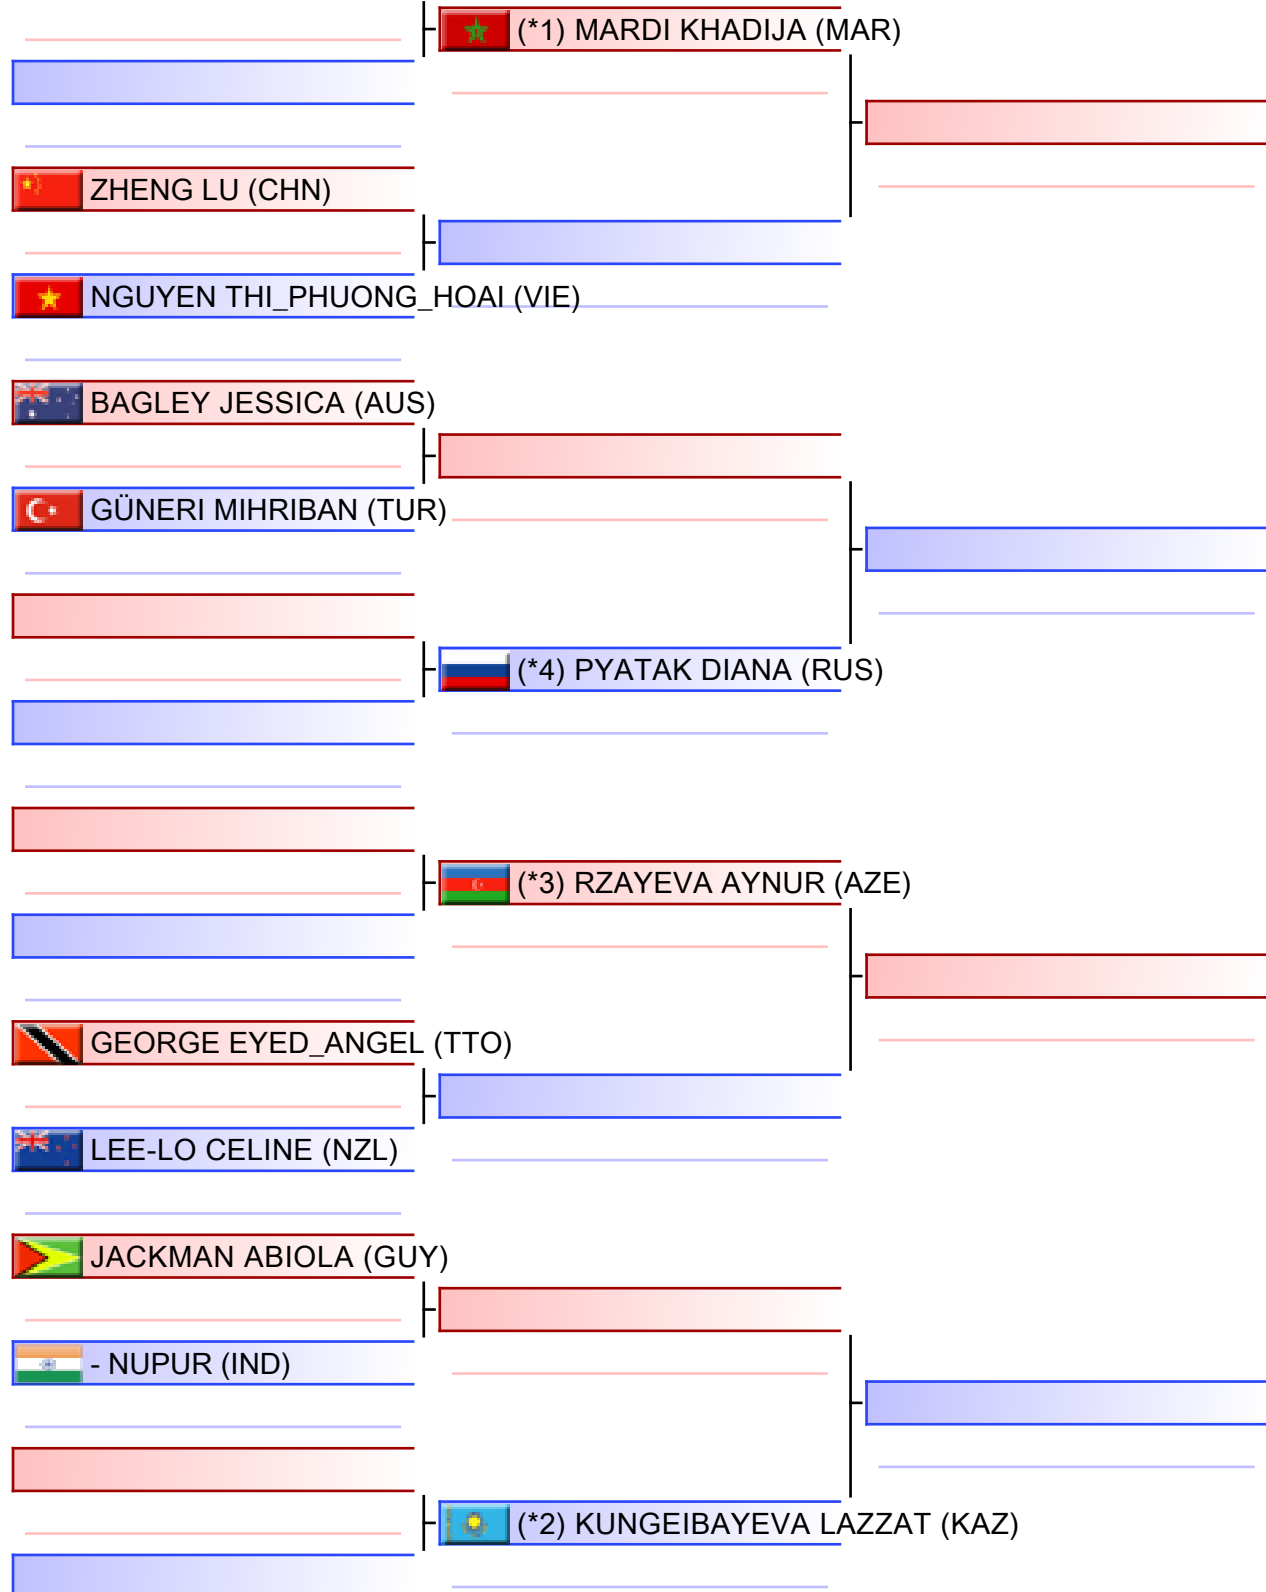 (*1) MARDI KHADIJA (MAR)
ZHENG LU (CHN)
NGUYEN THI_PHUONG_HOAI (VIE)
BAGLEY JESSICA (AUS)
GÜNERI MIHRIBAN (TUR)
(*4) PYATAK DIANA (RUS)
(*3) RZAYEVA AYNUR (AZE)
GEORGE EYED_ANGEL (TTO)
LEE-LO CELINE (NZL)
JACKMAN ABIOLA (GUY)
- NUPUR (IND)
(*2) KUNGEIBAYEVA LAZZAT (KAZ)